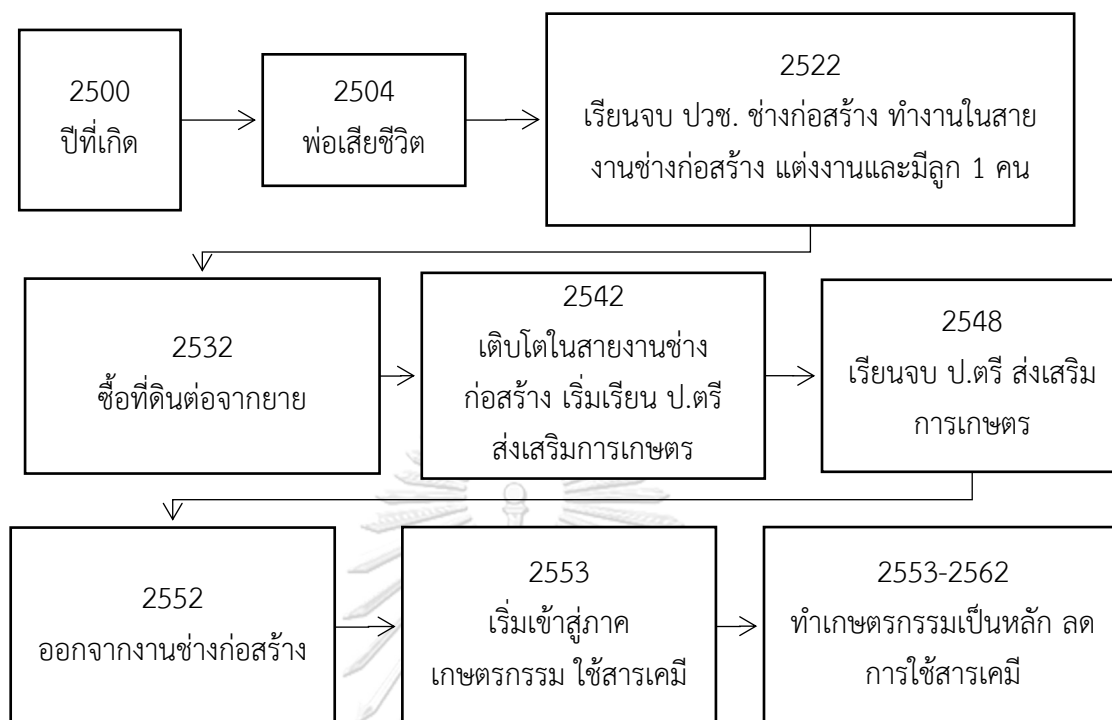 2500
ปีที่เกิด
2504
พ่อเสียชีวิต
2522
เรียนจบ ปวช. ช่างก่อสร้าง ทำงานในสาย
งานช่างก่อสร้าง แต่งงานและมีลูก 1 คน
2532
ซื้อที่ดินต่อจากยาย
2542
เติบโตในสายงานช่าง
ก่อสร้าง เริ่มเรียน ป.ตรี
ส่งเสริมการเกษตร
2548
เรียนจบ ป.ตรี ส่งเสริม
การเกษตร
2552
ออกจากงานช่างก่อสร้าง
2553
เริ่มเข้าสู่ภาค
เกษตรกรรม ใช้สารเคมี
2553-2562
ทำเกษตรกรรมเป็นหลัก ลด
การใช้สารเคมี